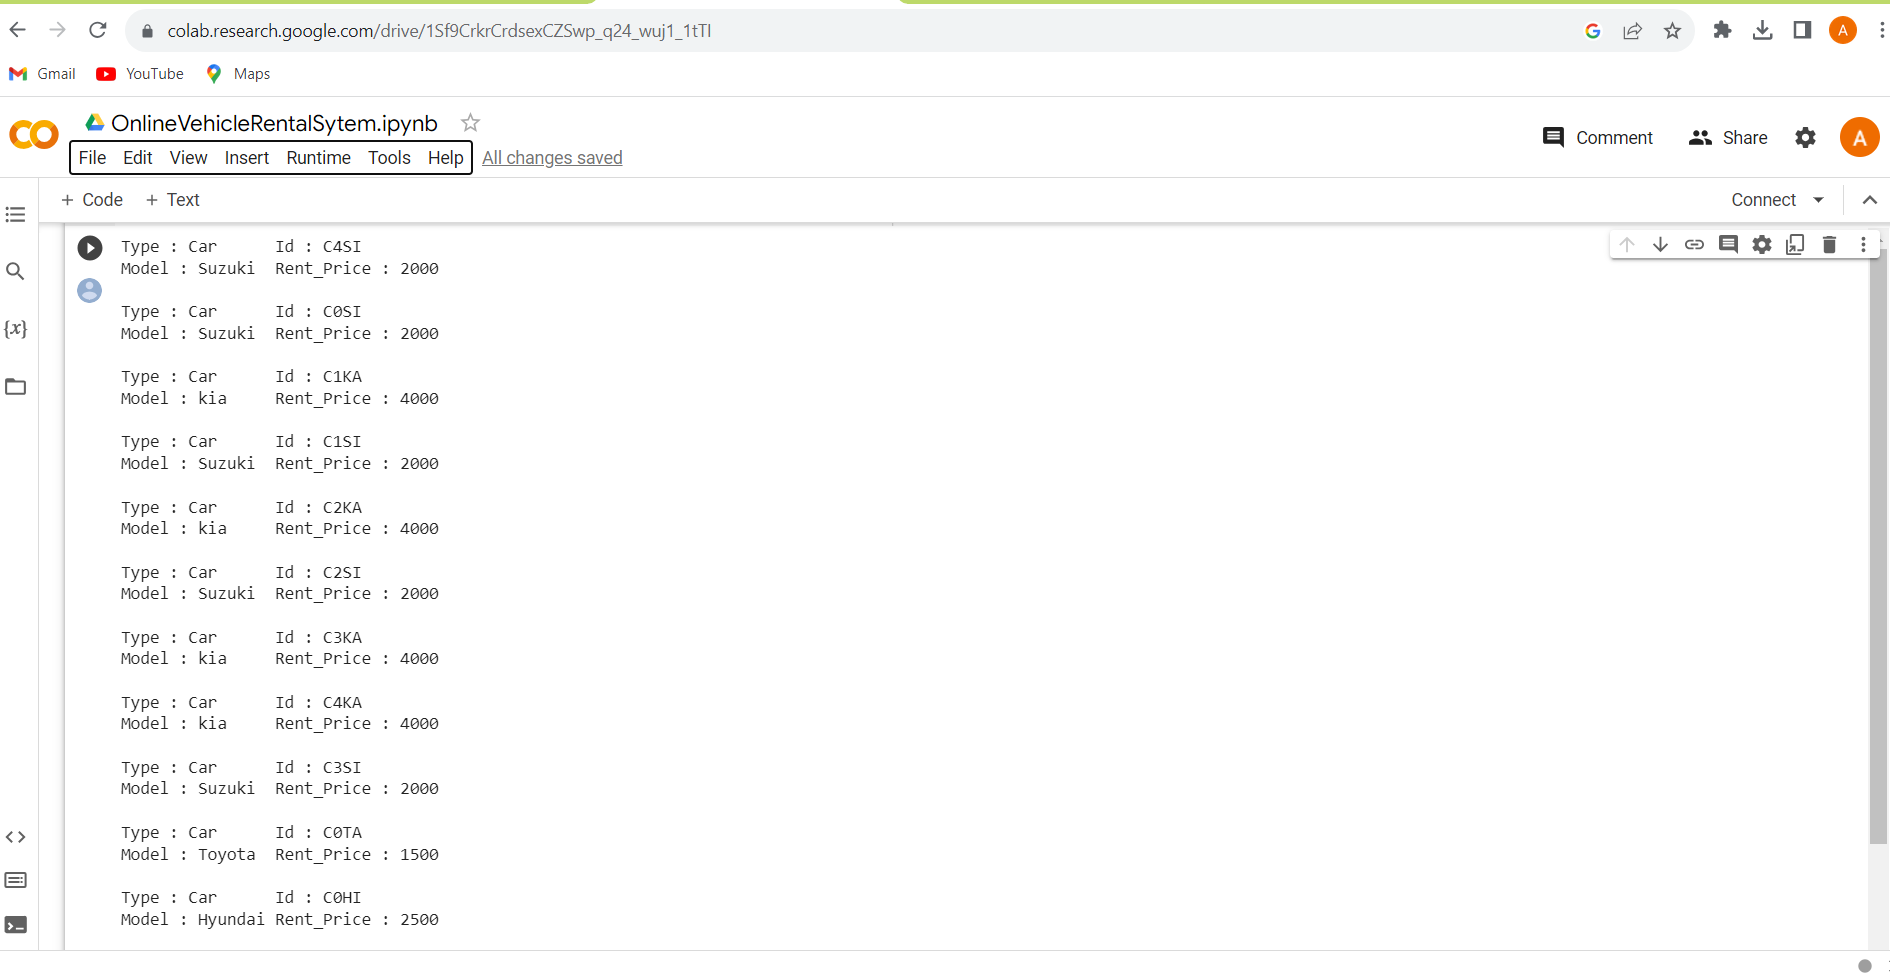 colab.research.google.com/drive/1Sf9CrkrCrdsexCZSwp_q24_wuj1_1tTI
A
Gmail YouTube Maps
OnlineVehicleRentalSytem.ipynb
File Edit View Insert Runtime Tools Help All changes saved
Comment Share A
+ Code + Text Connect
Type : Car Id : C4SI
Model : Suzuki Rent_Price : 2000
Type : Car Id : C0SI
Model : Suzuki Rent_Price : 2000
Type : Car Id : C1KA
Model : kia Rent_Price : 4000
Type : Car Id : C1SI
Model : Suzuki Rent_Price : 2000
Type : Car Id : C2KA
Model : kia Rent_Price : 4000
Type : Car Id : C2SI
Model : Suzuki Rent_Price : 2000
Type : Car Id : C3KA
Model : kia Rent_Price : 4000
Type : Car Id : C4KA
Model : kia Rent_Price : 4000
Type : Car Id : C3SI
Model : Suzuki Rent_Price : 2000
Type : Car Id : C0TA
Model : Toyota Rent_Price : 1500
Type : Car Id : C0HI
Model : Hyundai Rent_Price : 2500